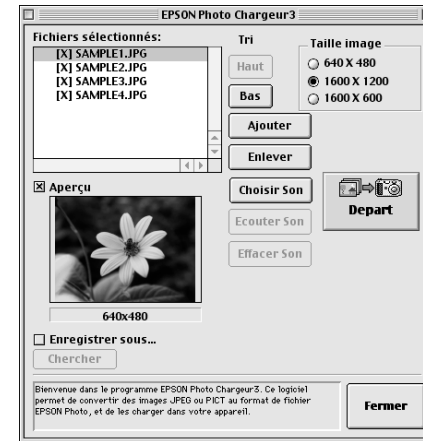 EPSON Photo Chargeur3
Fichiers sélectionnés:
[X] SAMPLE1.JPG
[X] SAMPLE2.JPG
[X] SAMPLE3.JPG
[X] SAMPLE4.JPG
Tri
Haut
Bas
Taille image
640 X 480
1600 X 1200
1600 X 600
Ajouter
Enlever
Choisir Son
Ecouter Son
Effacer Son
Depart
Aperçu
640x480
Enregistrer sous...
Chercher
Bienvenue dans le programme EPSON Photo Chargeur3. Ce logiciel
permet de convertir des images JPEG ou PICT au format de fichier
EPSON Photo, et de les charger dans votre appareil.
Fermer